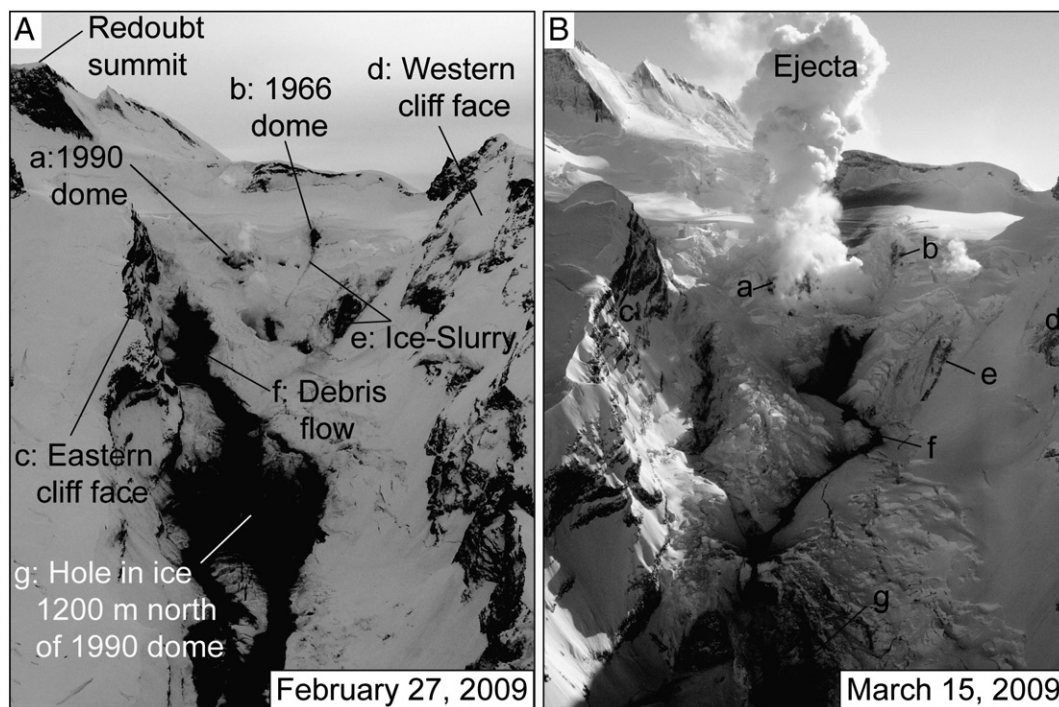 A
Redoubt
summit
b: 1966
dome
d: Western
cliff face
a:1990
dome
e: Ice-Slurry
f: Debris
flow
c: Eastern
cliff face
g: Hole in ice
1200 m north
of 1990 dome
February 27, 2009
B
Ejecta
b
a
c
d
e
f
g
March 15, 2009